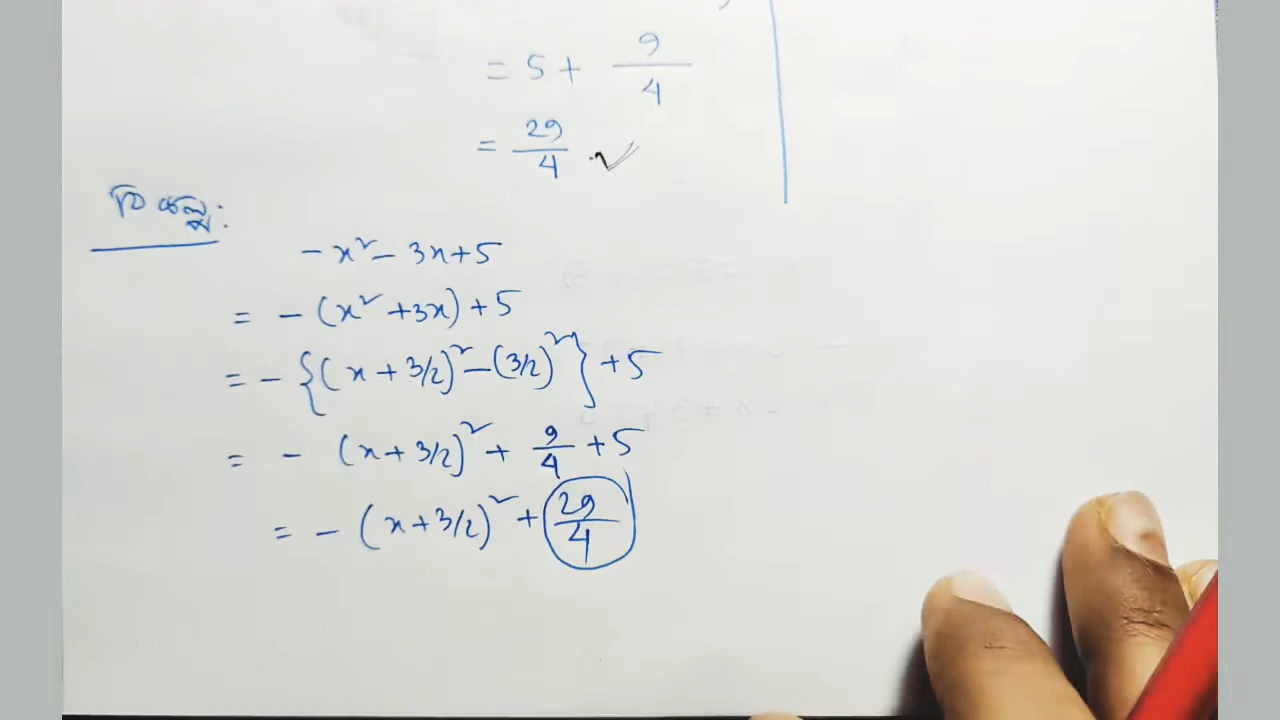 = 5 + 9/4
= 29/4
বিকল্প:
-x² - 3x + 5
= - (x² + 3x) + 5
= - {(x + 3/2)² - (3/2)²} + 5
= - (x + 3/2)² + 9/4 + 5
= - (x + 3/2)² + 29/4